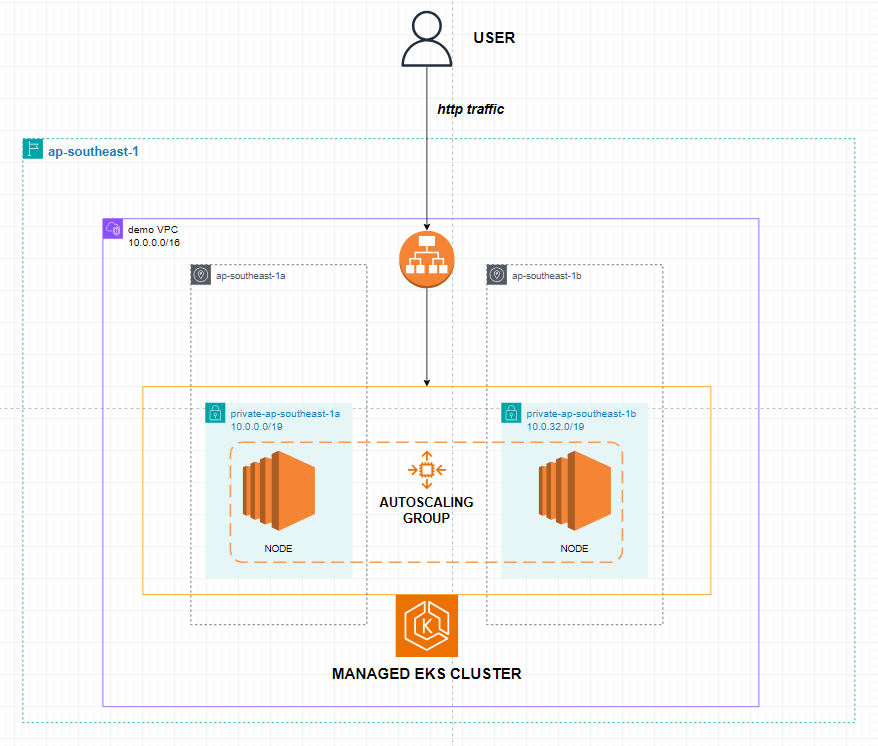 USER
http traffic
ap-southeast-1
demo VPC
10.0.0.0/16
ap-southeast-1a
ap-southeast-1b
private-ap-southeast-1a
10.0.0.0/19
private-ap-southeast-1b
10.0.32.0/19
AUTOSCALING
GROUP
NODE
NODE
K
MANAGED EKS CLUSTER